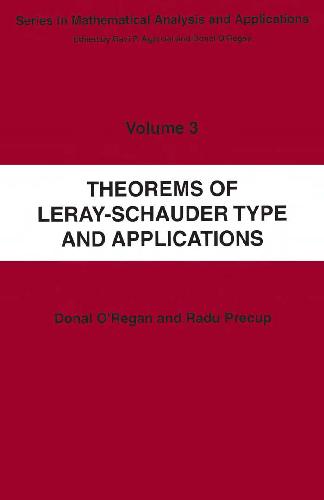 Series in Mathematical Analysis and Applications
Edited by Ravi P. Agarwal and Donal O'Regan
Volume 3
THEOREMS OF
LERAY-SCHAUDER TYPE
AND APPLICATIONS
Donal O'Regan and Radu Precup